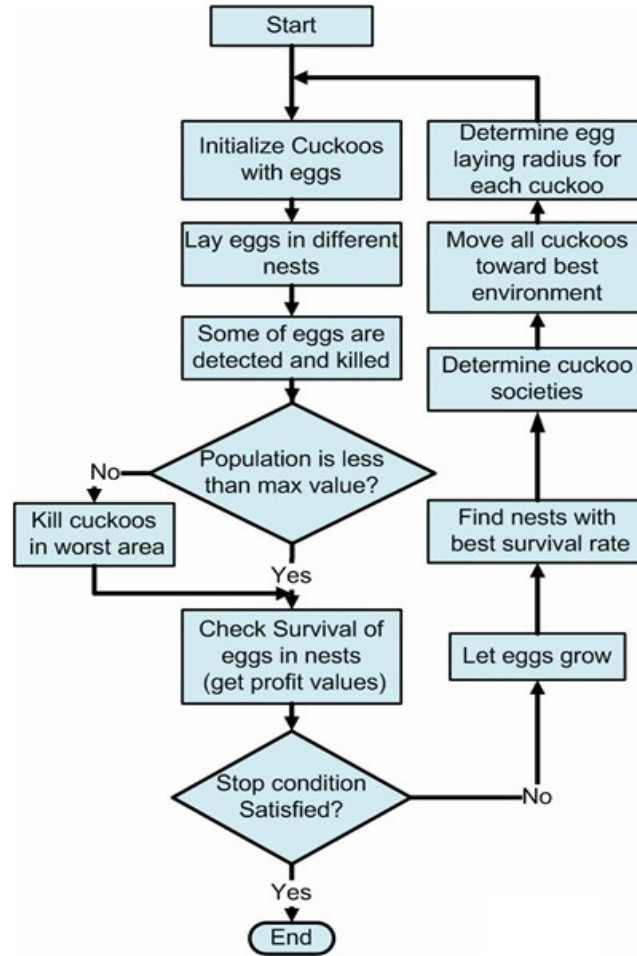 Start
Initialize Cuckoos
with eggs
Lay eggs in different
nests
Some of eggs are
detected and killed
Population is less
than max value?
No
Kill cuckoos
in worst area
Yes
Check Survival of
eggs in nests
(get profit values)
Stop condition
Satisfied?
No
Yes
End
Let eggs grow
Find nests with
best survival rate
Determine cuckoo
societies
Move all cuckoos
toward best
environment
Determine egg
laying radius for
each cuckoo